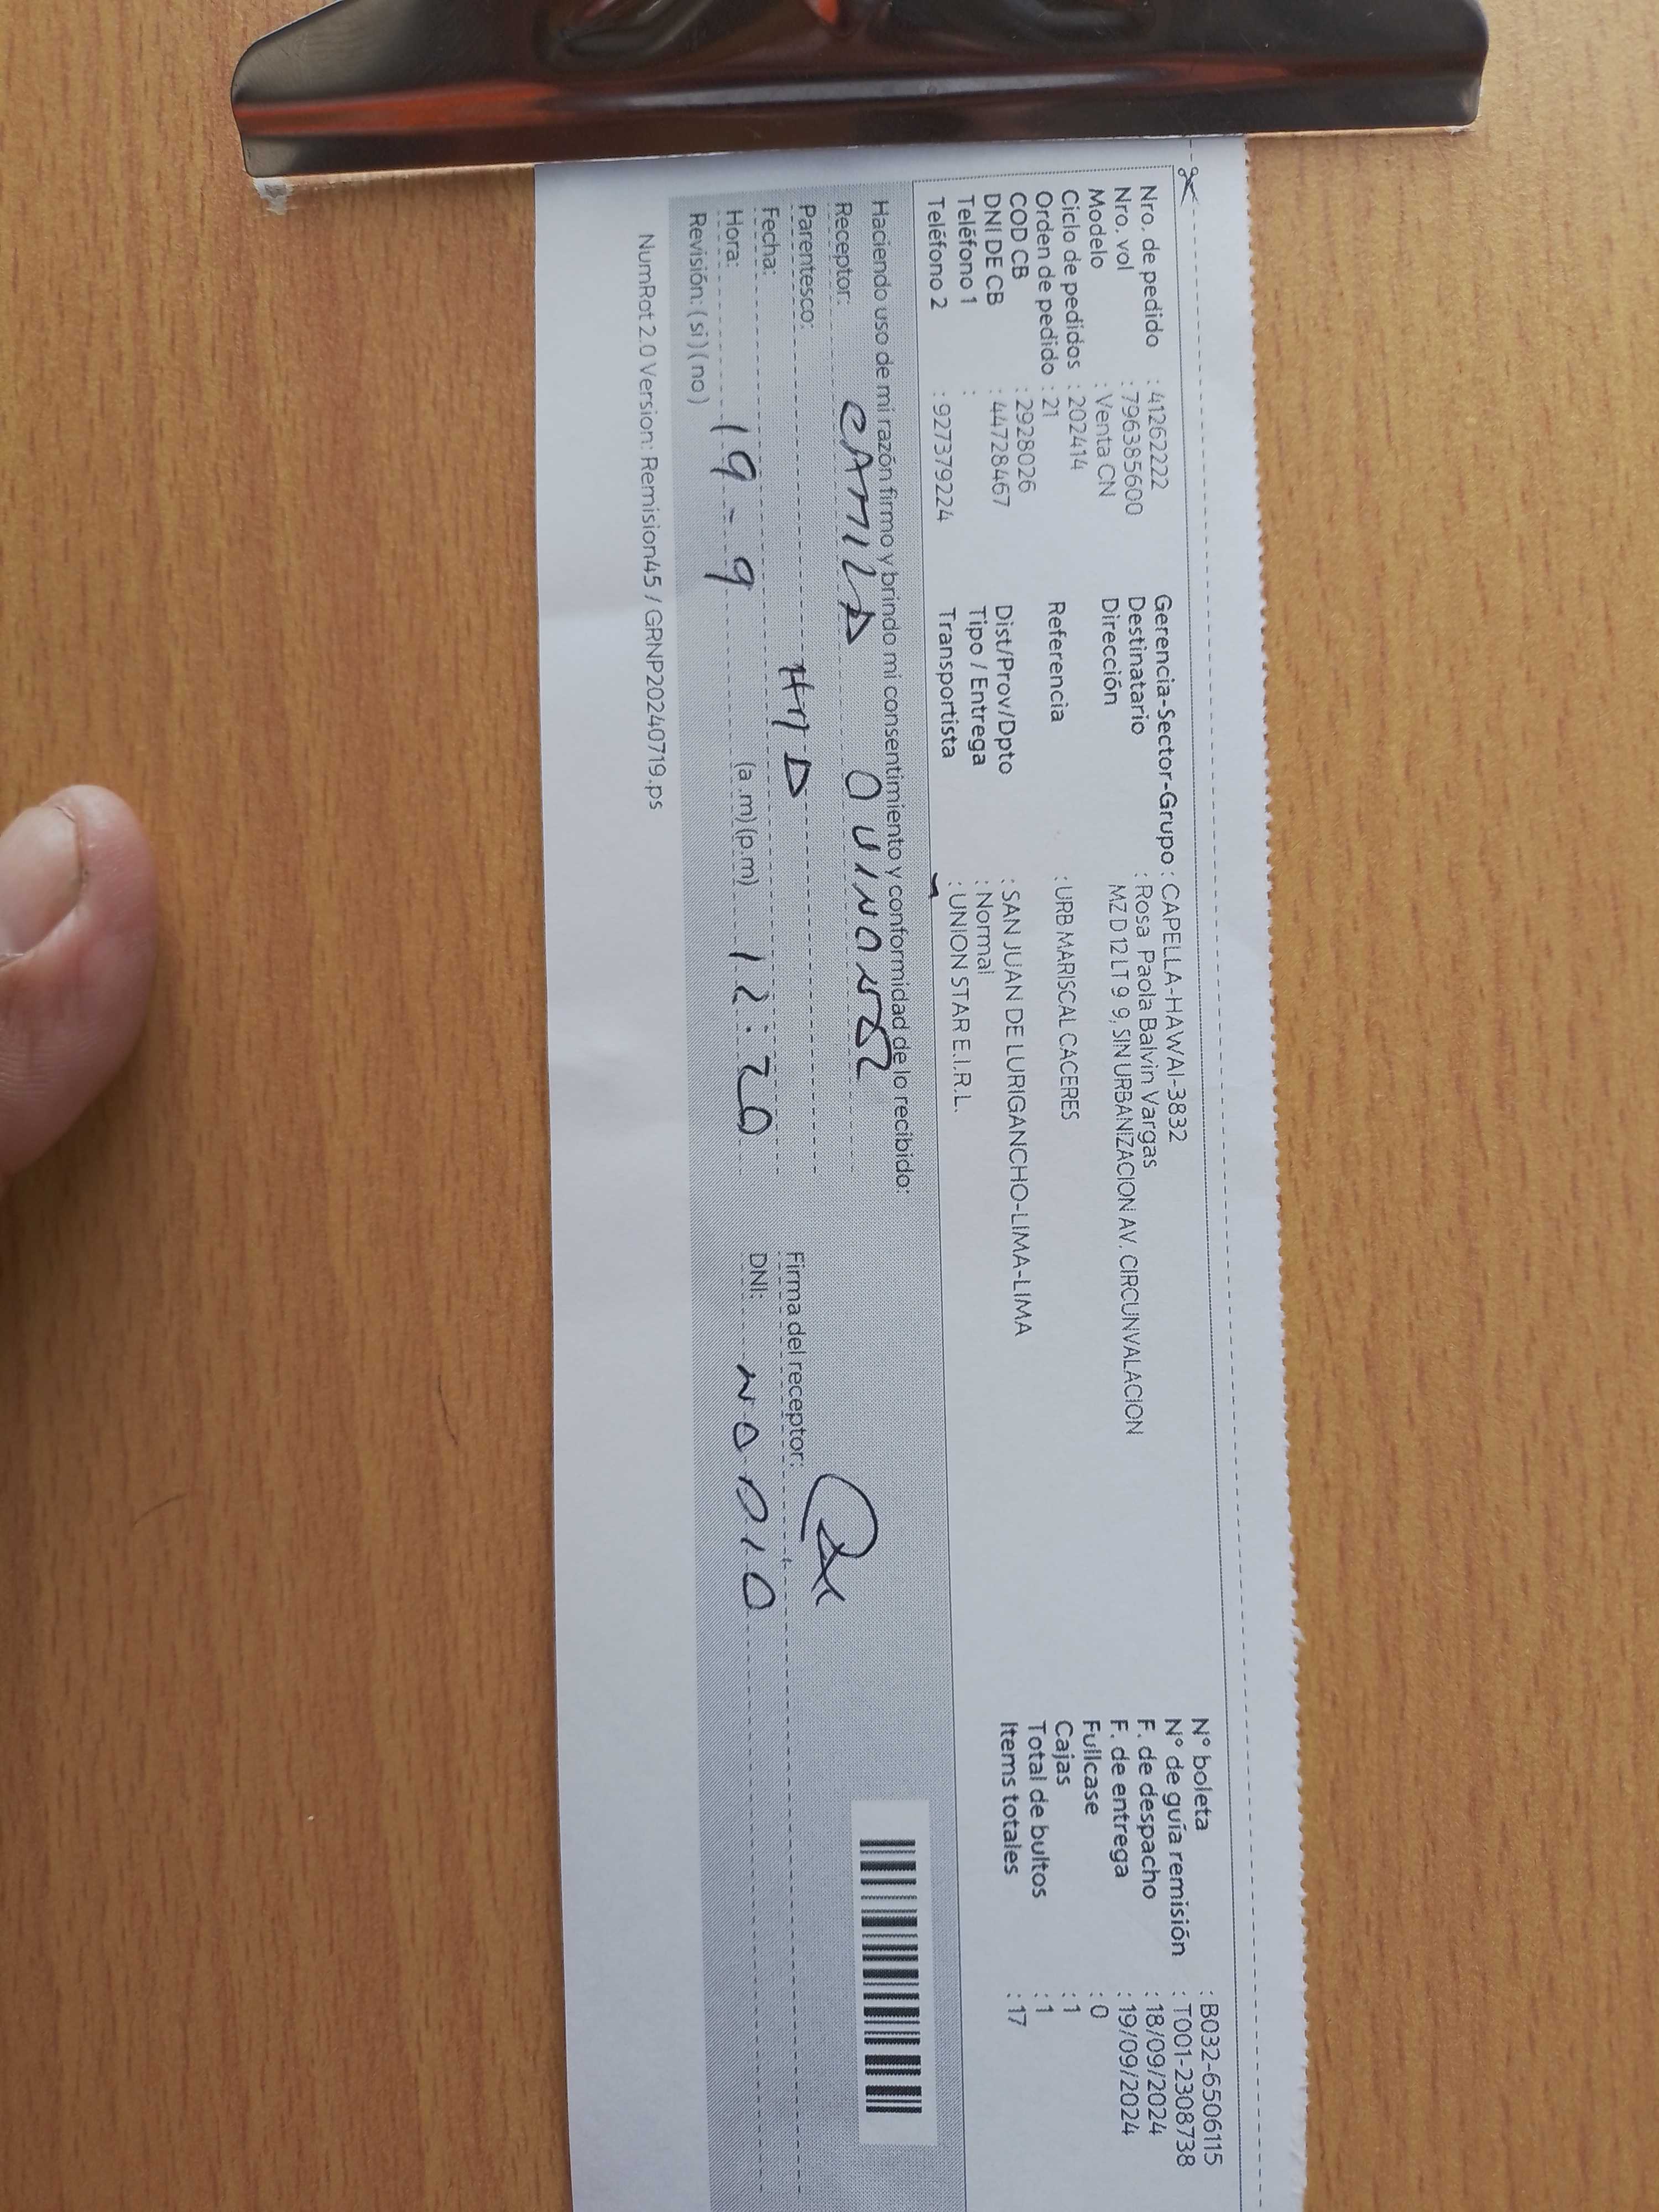 Nro. de pedido : 41262222
Nro. vol : 796385600
Modelo : Venta CN
Ciclo de pedidos : 202414
Orden de pedido : 21
COD CB : 2928026
DNI DE CB : 44728467
Teléfono 1 :
Teléfono 2 : 927379224
Gerencia-Sector-Grupo : CAPELLA-HAWAI-3832
Destinatario : Rosa Paola Balvin Vargas
Dirección MZ D 12 LT 9 9, SIN URBANIZACION AV. CIRCUNVALACION
Referencia : URB MARISCAL CACERES
Dist/Prov/Dpto : SAN JUAN DE LURIGANCHO-LIMA-LIMA
Tipo / Entrega : Normal
Transportista : UNION STAR E.I.R.L.
N° boleta : B032-6506115
N° de guía remisión : T001-2308738
F. de despacho : 18/09/2024
F. de entrega : 19/09/2024
Fullcase : 0
Cajas : 1
Total de bultos : 1
Items totales : 17
Haciendo uso de mi razón firmo y brindo mi consentimiento y conformidad de lo recibido:
Receptor: CAMILA
Parentesco:
Fecha: 19-9
Hora: (a.m)(p.m) 12:20
Revisión: (si)(no)
Firma del receptor:
DNI: NO DIO
NumRot 2.0 Version: Remision45 / GRNP20240719.ps